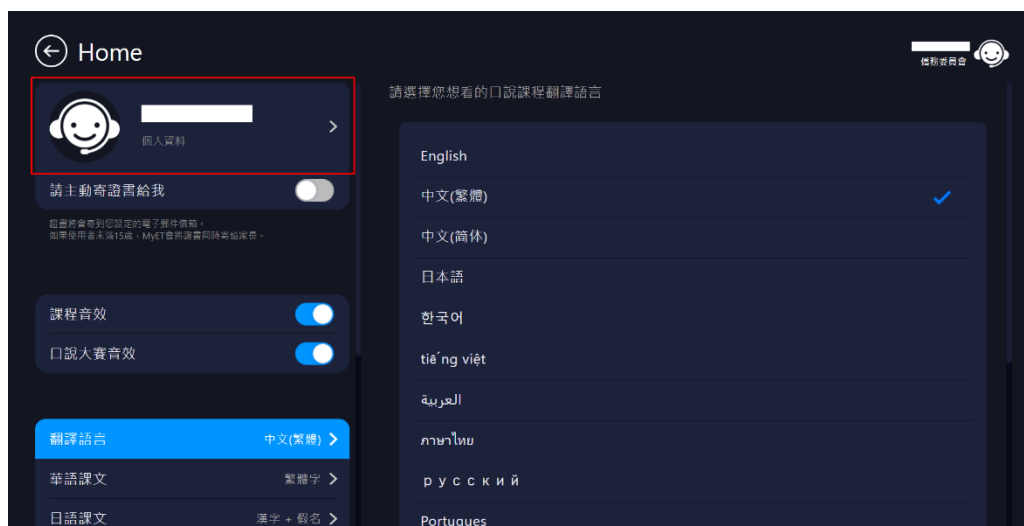 Home
僑務委員會
個人資料
請主動寄證書給我
證書將會寄到您設定的電子郵件信箱。
如果使用者未滿15歲，MyET會將證書同時寄給家長。
課程音效
口說大賽音效
翻譯語言 中文(繁體)
華語課文 繁體字
日語課文 漢字 + 假名
請選擇您想看的口說課程翻譯語言
English
中文(繁體)
中文(简体)
日本語
한국어
tiếng việt
العربية
ภาษาไทย
русский
Portugues